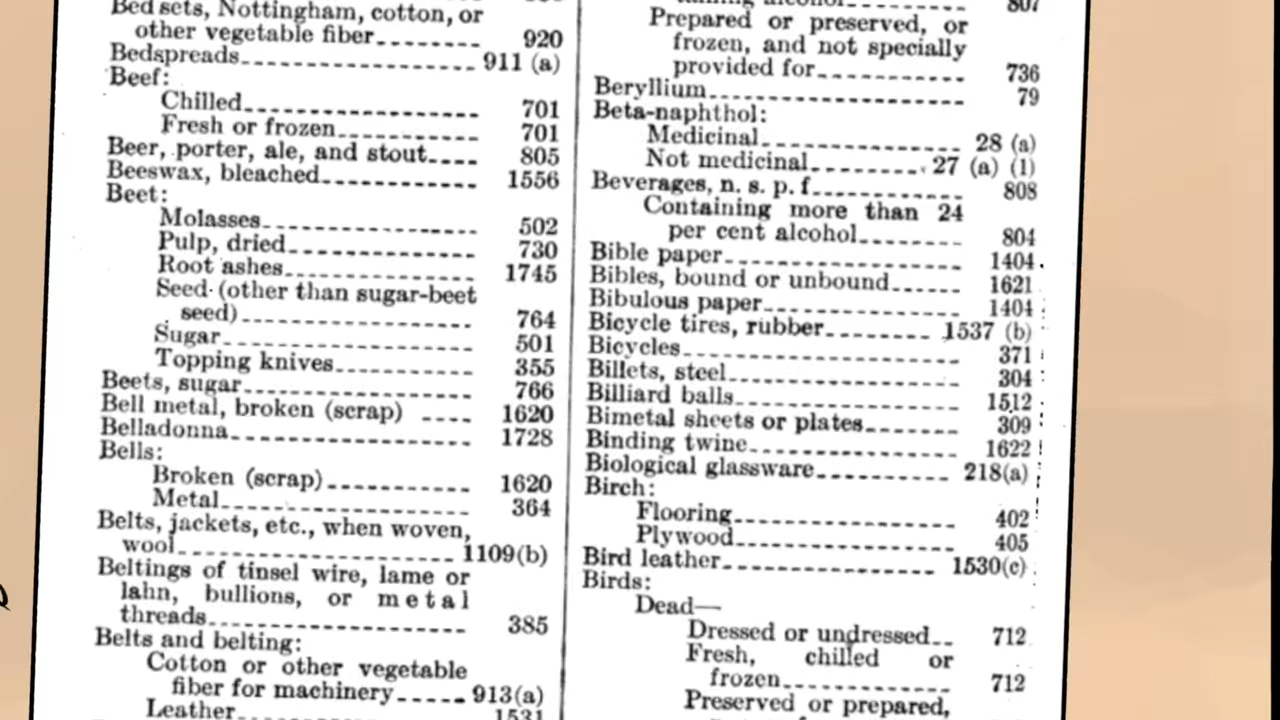 Bed sets, Nottingham, cotton, or
other vegetable fiber 920
Bedspreads 911 (a)
Beef:
Chilled 701
Fresh or frozen 701
Beer, porter, ale, and stout 805
Beeswax, bleached 1556
Beet:
Molasses 502
Pulp, dried 730
Root ashes 1745
Seed (other than sugar-beet
seed) 764
Sugar 501
Topping knives 355
Beets, sugar 766
Bell metal, broken (scrap) 1620
Belladonna 1728
Bells:
Broken (scrap) 1620
Metal 364
Belts, jackets, etc., when woven,
wool 1109(b)
Beltings of tinsel wire, lame or
lahn, bullions, or metal
threads 385
Belts and belting:
Cotton or other vegetable
fiber for machinery 913(a)
Leather 1531
807
Prepared or preserved, or
frozen, and not specially
provided for 736
Beryllium 79
Beta-naphthol:
Medicinal 28 (a)
Not medicinal 27 (a) (1)
Beverages, n. s. p. f. 808
Containing more than 24
per cent alcohol 804
Bible paper 1404
Bibles, bound or unbound 1621
Bibulous paper 1404
Bicycle tires, rubber 1537 (b)
Bicycles 371
Billets, steel 304
Billiard balls 1512
Bimetal sheets or plates 309
Binding twine 1622
Biological glassware 218(a)
Birch:
Flooring 402
Plywood 405
Bird leather 1530(c)
Birds:
Dead—
Dressed or undressed 712
Fresh, chilled or
frozen 712
Preserved or prepared,